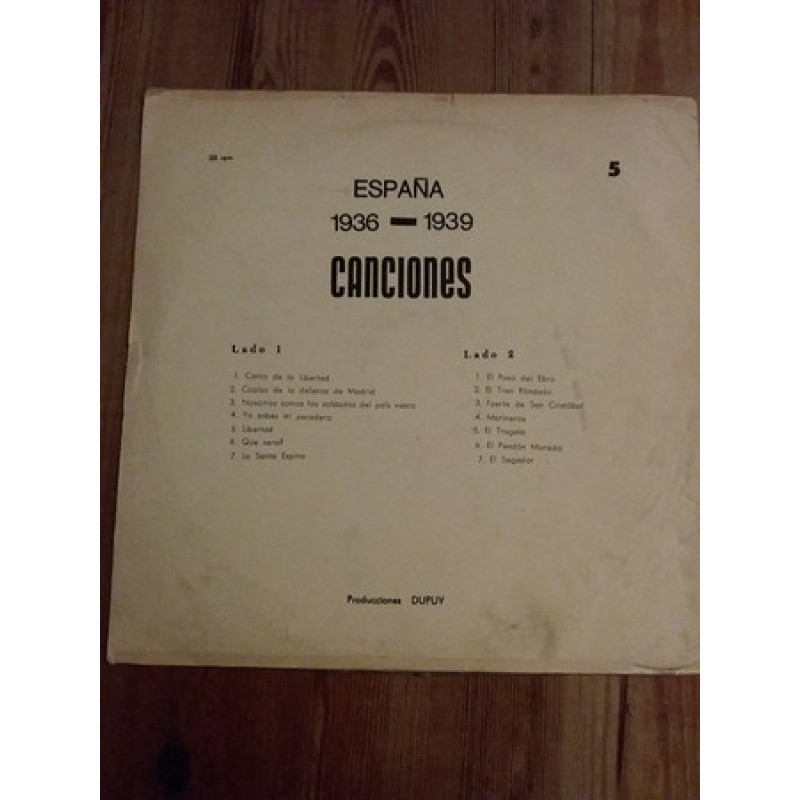 33 rpm
5
ESPAÑA
1936 — 1939
CANCIONES
Lado 1
1. Canto de la libertad
2. Coplas de la defensa de Madrid
3. Nosotros somos los soldados del país vasco
4. Ya sabes mi paradero
5. Libertad
6. Que será?
7. La Santa Espina
Lado 2
1. El Paso del Ebro
2. El Tren Blindado
3. Fuerte de San Cristóbal
4. Marineros
5. El Tragala
6. El Pendón Morado
7. El Segador
Producciones DUPUY